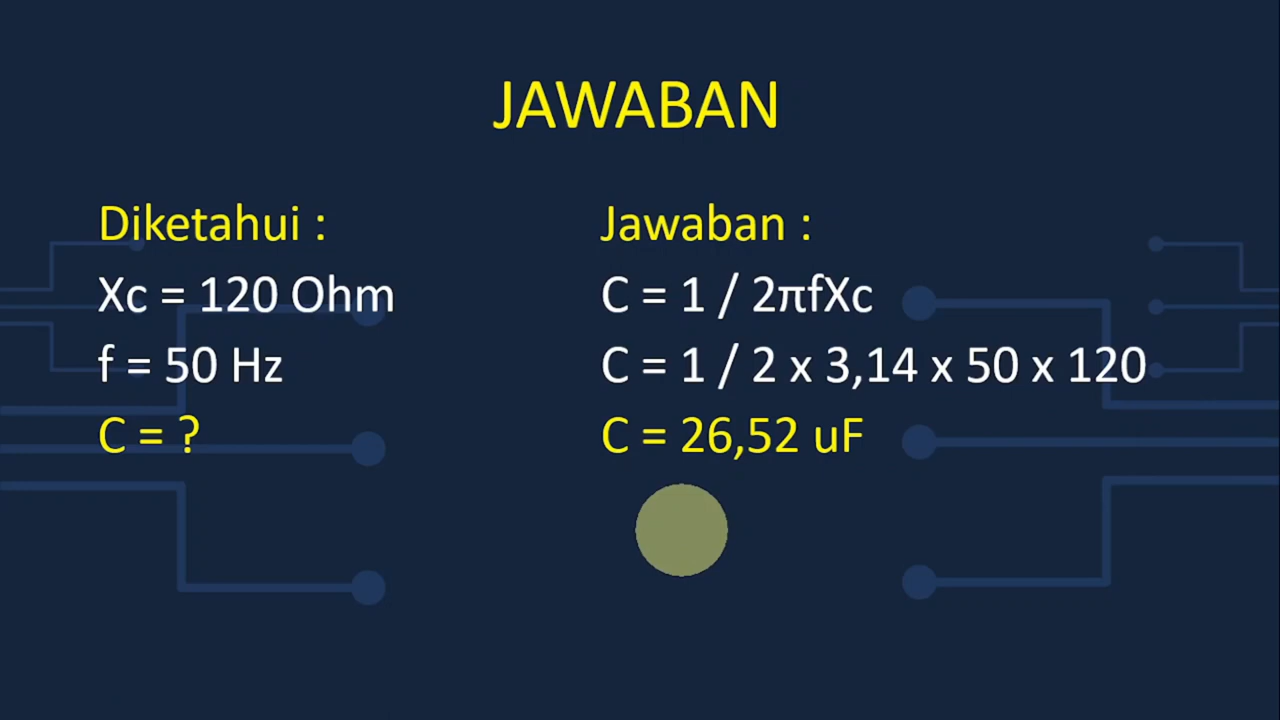 JAWABAN
Diketahui :
Xc = 120 Ohm
f = 50 Hz
C = ?
Jawaban :
C = 1 / 2πfXc
C = 1 / 2 x 3,14 x 50 x 120
C = 26,52 uF